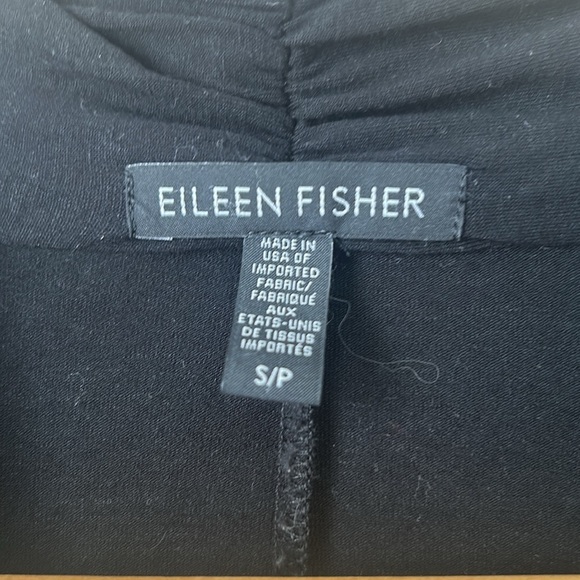 EILEEN FISHER
MADE IN
USA OF
IMPORTED
FABRIC/
FABRIQUÉ
AUX
ETATS-UNIS
DE TISSUS
IMPORTÉS
S/P